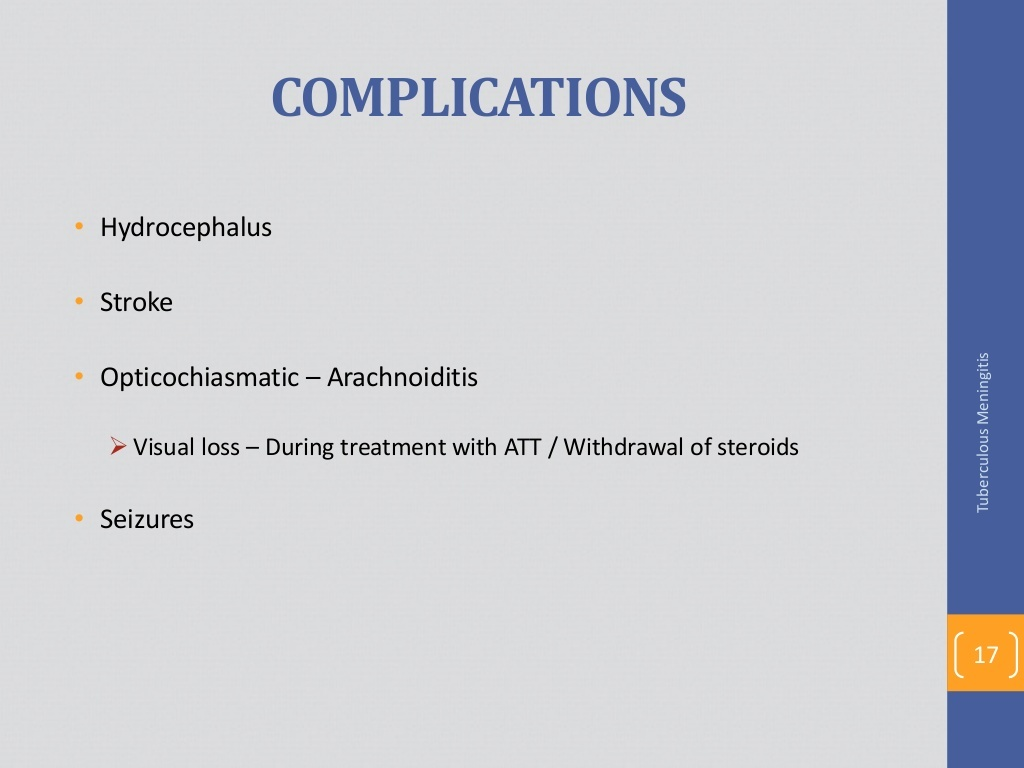 COMPLICATIONS
• Hydrocephalus
• Stroke
• Opticochiasmatic – Arachnoiditis
➢ Visual loss – During treatment with ATT / Withdrawal of steroids
• Seizures
Tuberculous Meningitis
17